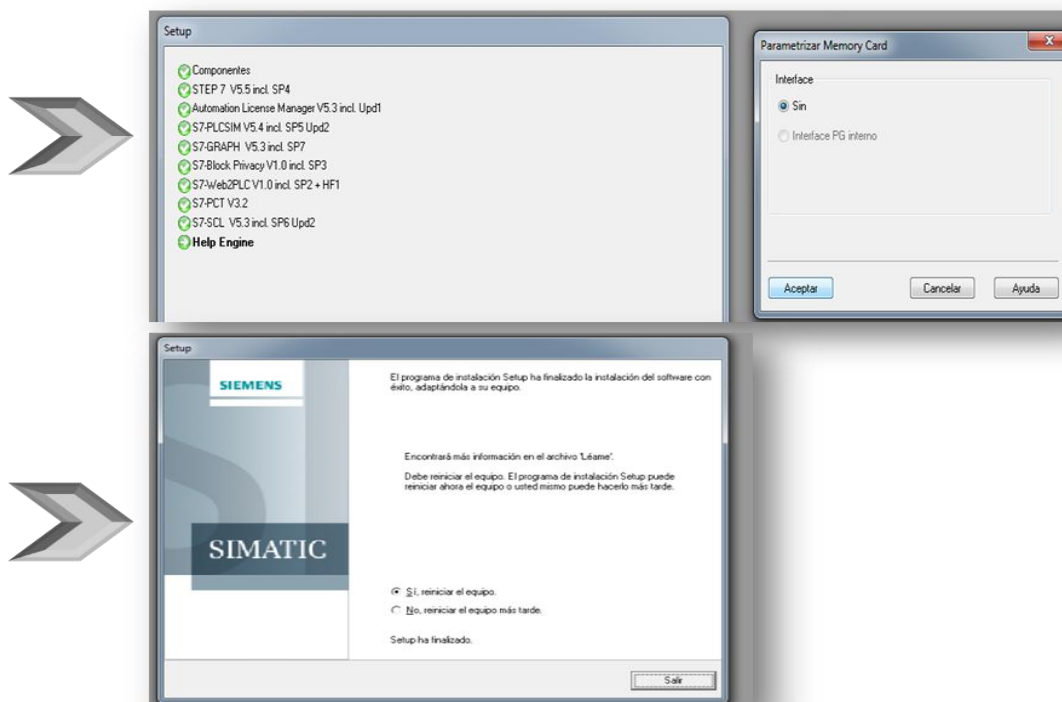 Setup
Componentes
STEP 7 V5.5 incl. SP4
Automation License Manager V5.3 incl. Upd1
S7-PLCSIM V5.4 incl. SP5 Upd2
S7-GRAPH V5.3 incl. SP7
S7-Block Privacy V1.0 incl. SP3
S7-Web2PLC V1.0 incl. SP2 + HF1
S7-PCT V3.2
S7-SCL V5.3 incl. SP6 Upd2
Help Engine
Parametrizar Memory Card
Interface
Sin
Interface PG interno
Aceptar
Cancelar
Ayuda
Setup
SIEMENS
SIMATIC
El programa de instalación Setup ha finalizado la instalación del software con
éxito, adaptándola a su equipo.
Encontrará más información en el archivo 'Léame'.
Debe reiniciar el equipo. El programa de instalación Setup puede
reiniciar ahora el equipo o usted mismo puede hacerlo más tarde.
Sí, reiniciar el equipo.
No, reiniciar el equipo más tarde.
Setup ha finalizado.
Salir